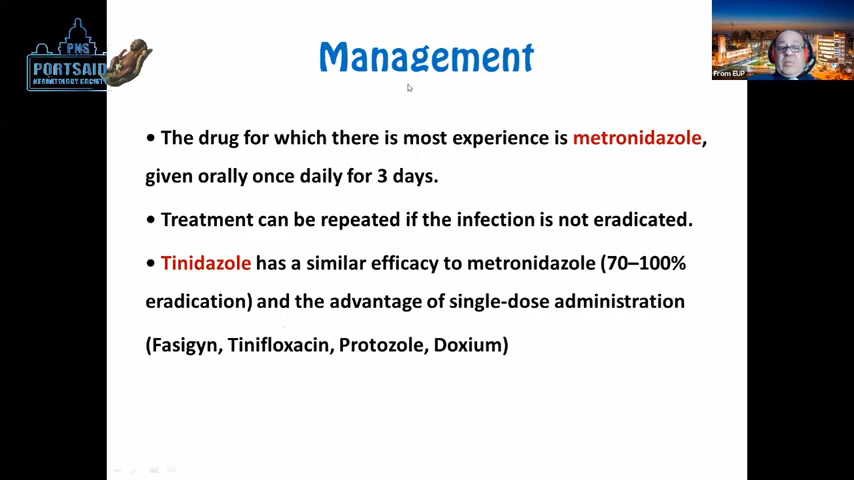 PNS
PORTSAID
NEONATOLOGY SOCIETY
From EUP
Management
• The drug for which there is most experience is metronidazole,
given orally once daily for 3 days.
• Treatment can be repeated if the infection is not eradicated.
• Tinidazole has a similar efficacy to metronidazole (70–100%
eradication) and the advantage of single-dose administration
(Fasigyn, Tinifloxacin, Protozole, Doxium)